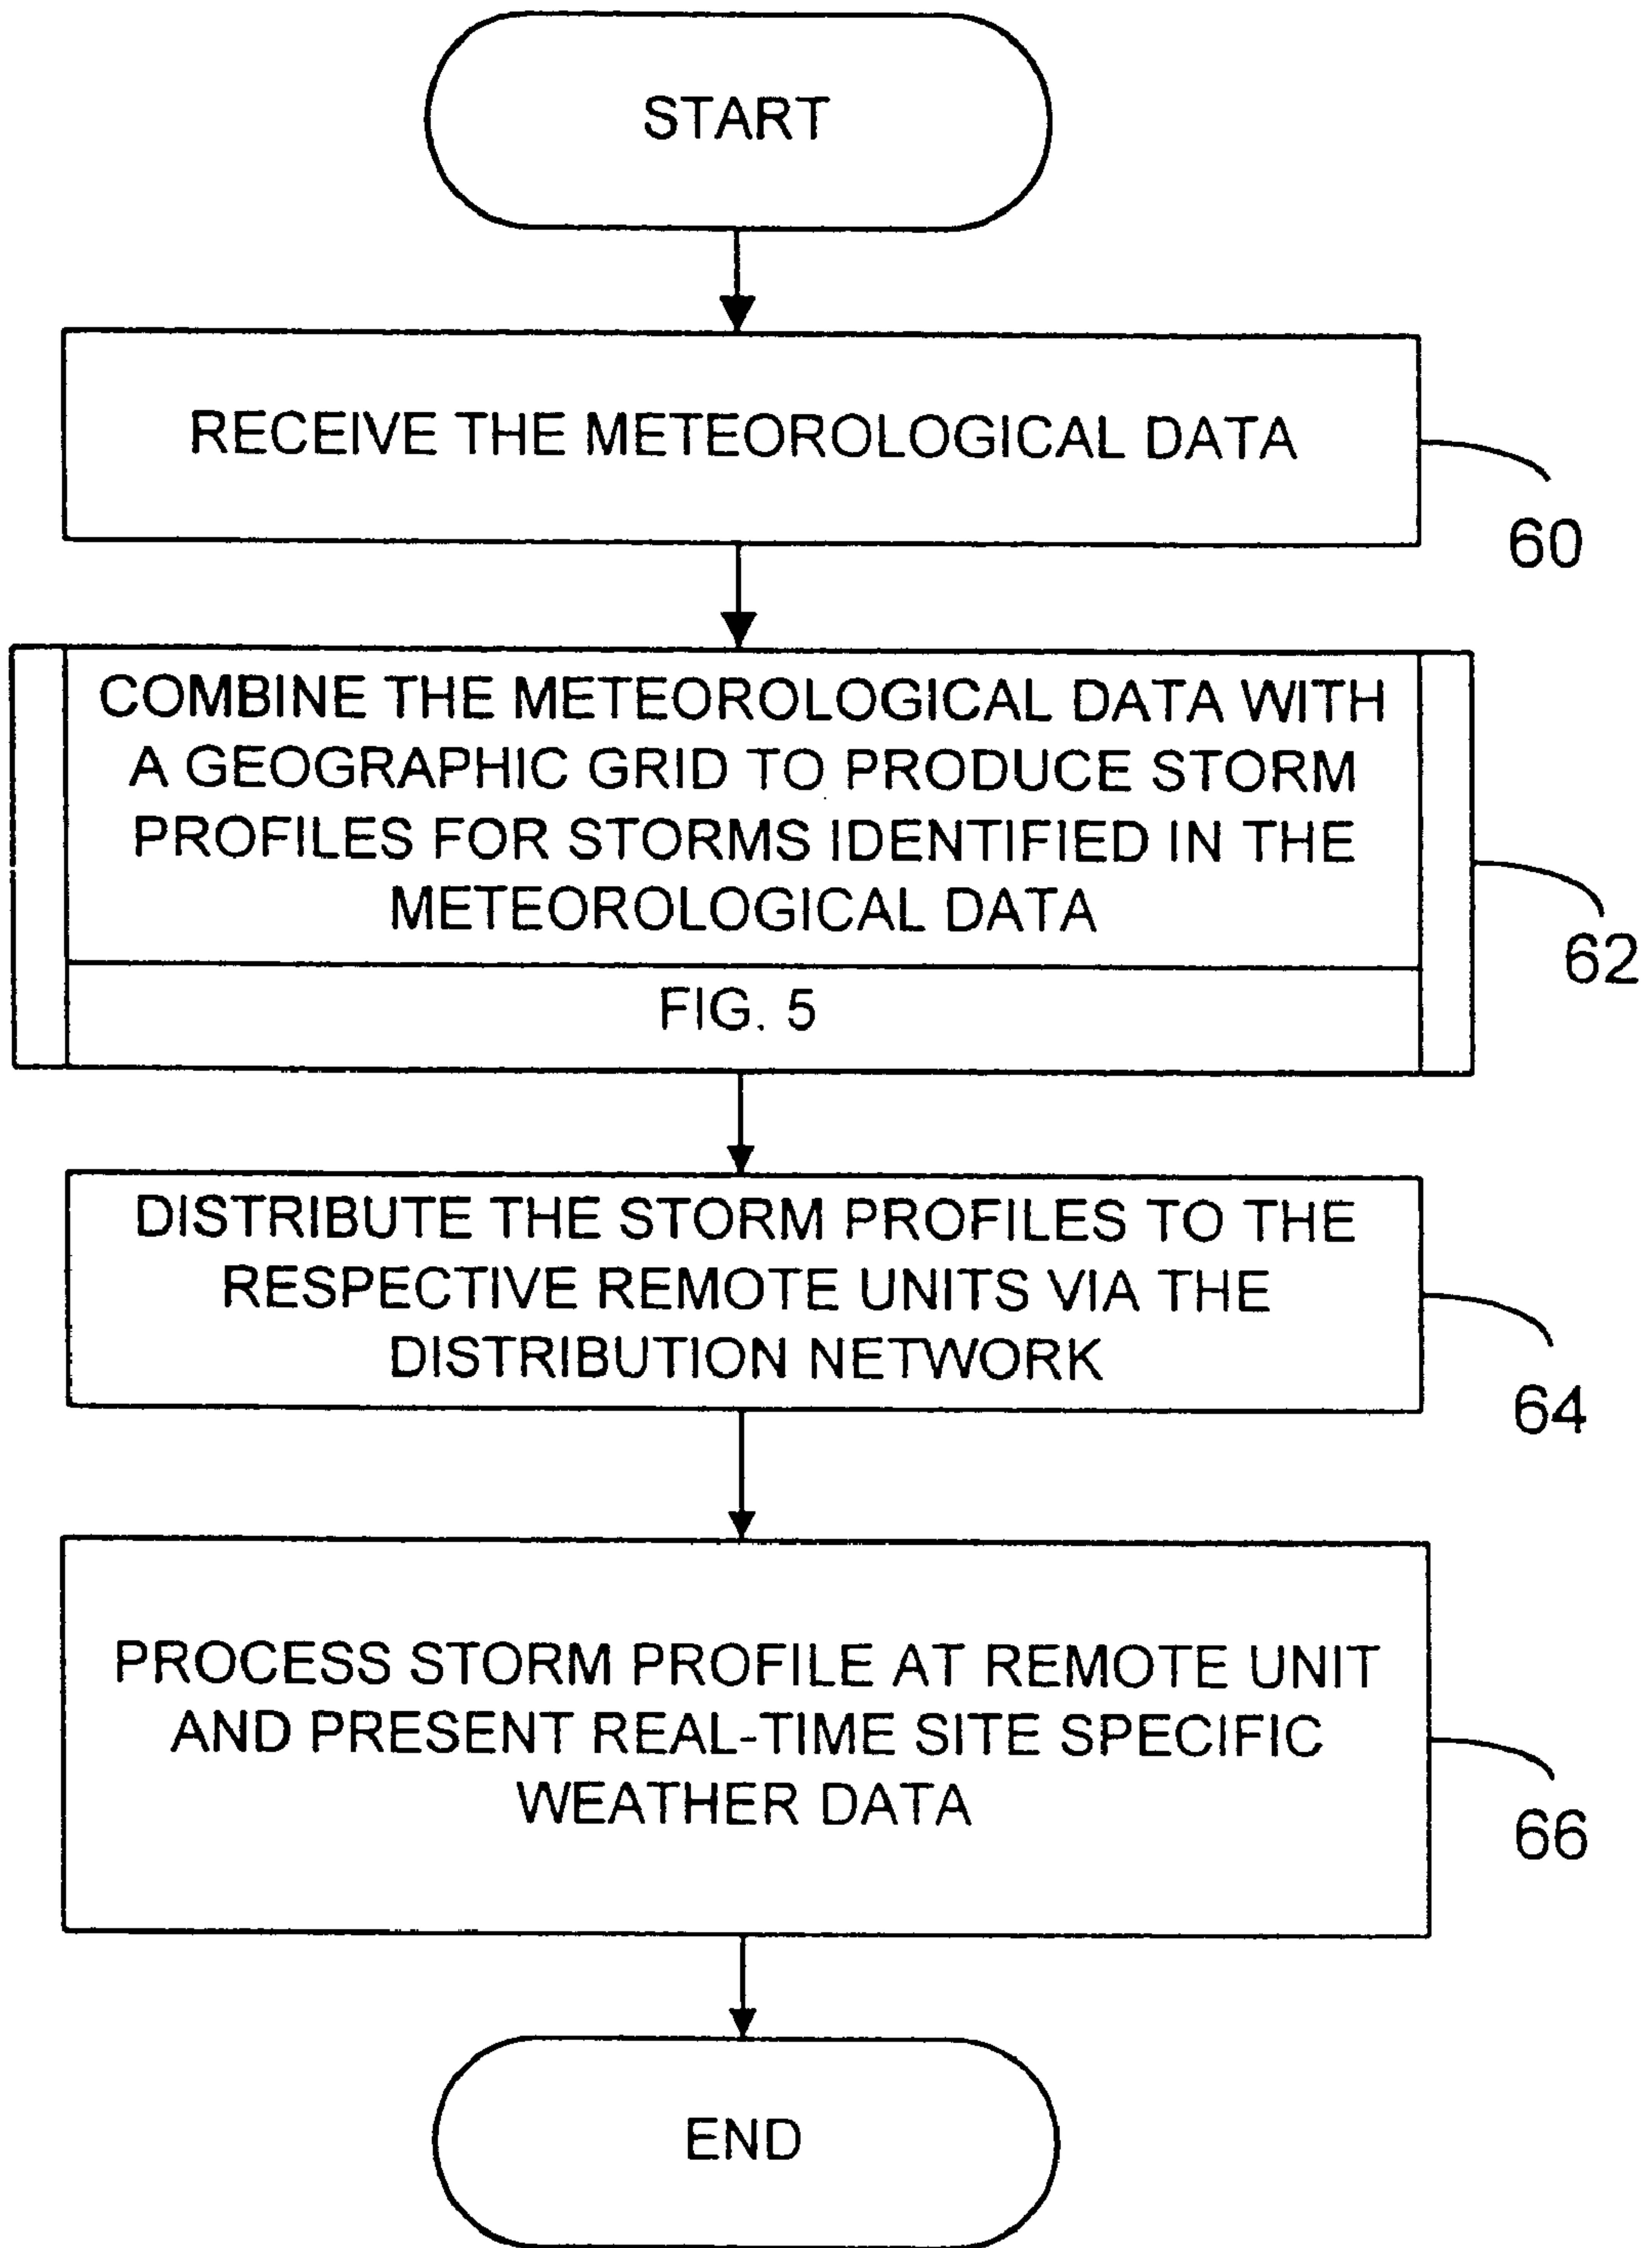 START
RECEIVE THE METEOROLOGICAL DATA
60
COMBINE THE METEOROLOGICAL DATA WITH
A GEOGRAPHIC GRID TO PRODUCE STORM
PROFILES FOR STORMS IDENTIFIED IN THE
METEOROLOGICAL DATA
62
FIG. 5
DISTRIBUTE THE STORM PROFILES TO THE
RESPECTIVE REMOTE UNITS VIA THE
DISTRIBUTION NETWORK
64
PROCESS STORM PROFILE AT REMOTE UNIT
AND PRESENT REAL-TIME SITE SPECIFIC
WEATHER DATA
66
END